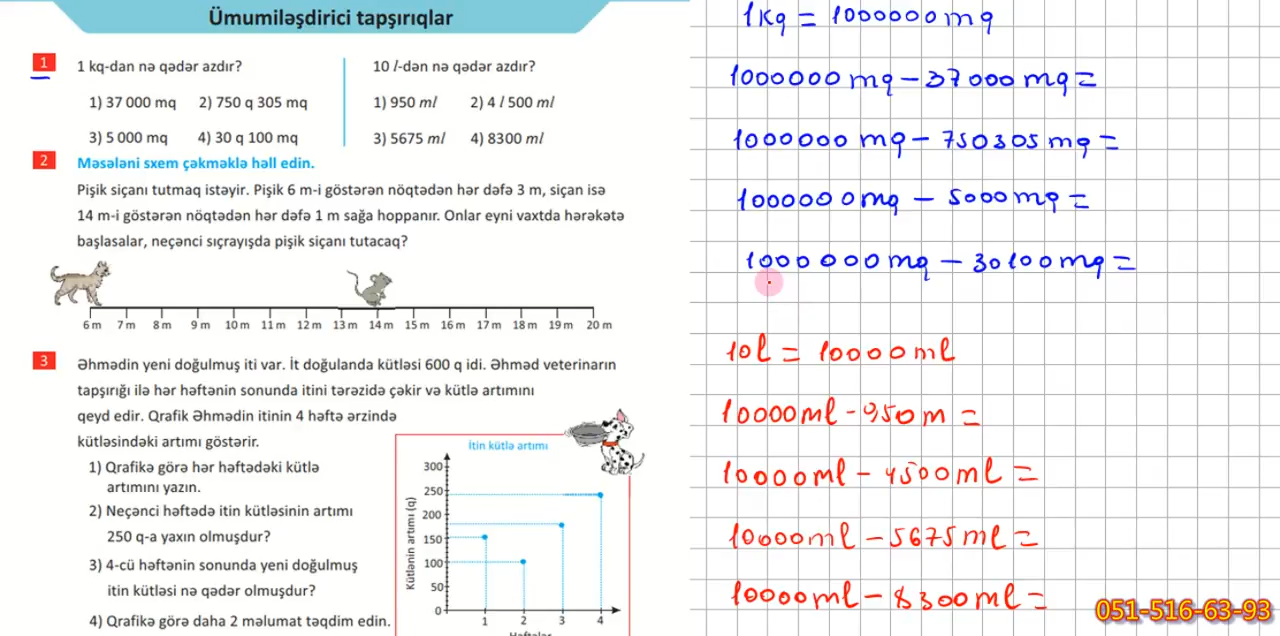 Ümumiləşdirici tapşırıqlar
1
1 kq-dan nə qədər azdır?
1) 37 000 mq 2) 750 q 305 mq
3) 5 000 mq 4) 30 q 100 mq
10 l-dən nə qədər azdır?
1) 950 ml 2) 4 l 500 ml
3) 5675 ml 4) 8300 ml
2
Məsələni sxem çəkməklə həll edin.
Pişik siçanı tutmaq istəyir. Pişik 6 m-i göstərən nöqtədən hər dəfə 3 m, siçan isə
14 m-i göstərən nöqtədən hər dəfə 1 m sağa hoppanır. Onlar eyni vaxtda hərəkətə
başlasalar, neçənci sıçrayışda pişik siçanı tutacaq?
6 m 7 m 8 m 9 m 10 m 11 m 12 m 13 m 14 m 15 m 16 m 17 m 18 m 19 m 20 m
3
Əhmədin yeni doğulmuş iti var. İt doğulanda kütləsi 600 q idi. Əhməd veterinarın
tapşırığı ilə hər həftənin sonunda itini tərəzidə çəkir və kütlə artımını
qeyd edir. Qrafik Əhmədin itinin 4 həftə ərzində
kütləsindəki artımı göstərir.
1) Qrafikə görə hər həftədəki kütlə
artımını yazın.
2) Neçənci həftədə itin kütləsinin artımı
250 q-a yaxın olmuşdur?
3) 4-cü həftənin sonunda yeni doğulmuş
itin kütləsi nə qədər olmuşdur?
4) Qrafikə görə daha 2 məlumat təqdim edin.
İtin kütlə artımı
Kütlənin artımı (q)
300
250
200
150
100
50
0
1 2 3 4
Həftələr
1kq = 1000000mq
1000000mq - 37000mq =
1000000mq - 750305mq =
1000000mq - 5000mq =
1000000mq - 30100mq =
10l = 10000ml
10000ml - 950m =
10000ml - 4500ml =
10000ml - 5675ml =
10000ml - 8300ml =
051-516-63-93